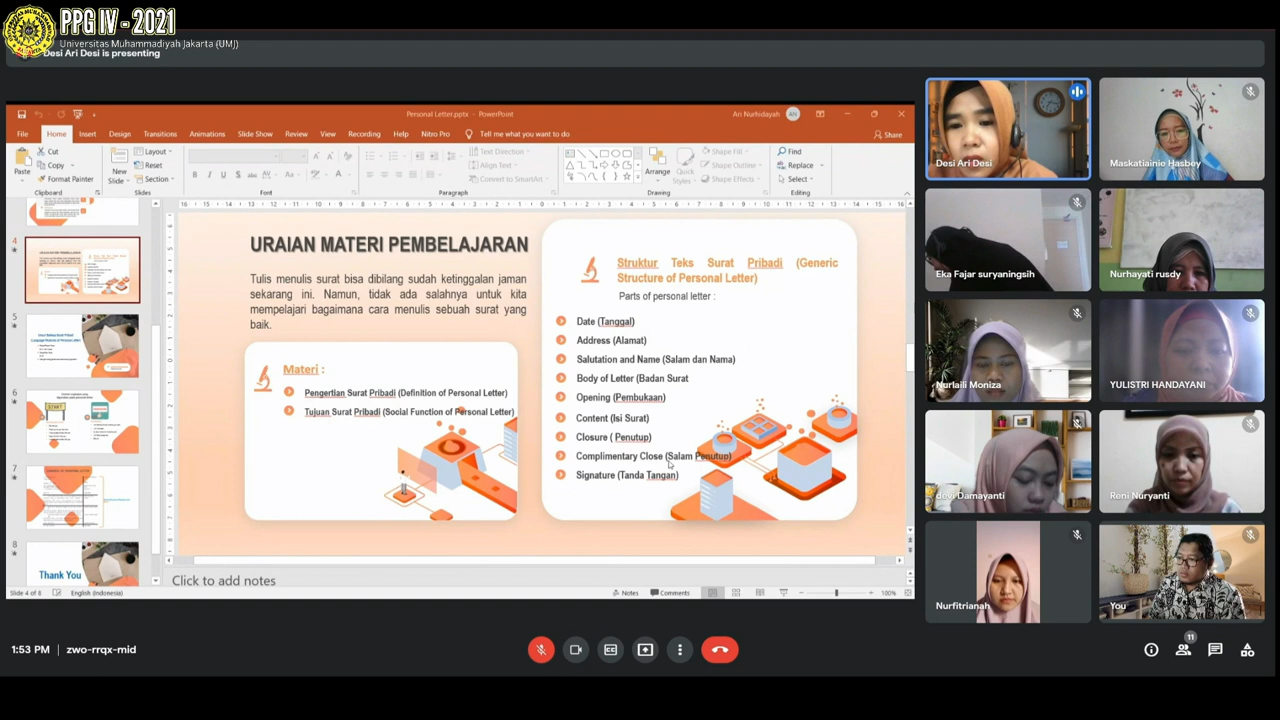 PPG IV - 2021
Universitas Muhammadiyah Jakarta (UMJ)
Desi Ari Desi is presenting
Personal Letter.pptx - PowerPoint
Ari Nurhidayah
AN
File Home Insert Design Transitions Animations Slide Show Review View Recording Help Nitro Pro Tell me what you want to do
Share
Paste
Cut
Copy
Format Painter
Clipboard
New
Slide
Layout
Reset
Section
Slides
Font
Text Direction
Align Text
Convert to SmartArt
Paragraph
Arrange
Quick
Styles
Shape Fill
Shape Outline
Shape Effects
Drawing
Find
Replace
Select
Editing
4
5
6
7
8
Thank You
URAIAN MATERI PEMBELAJARAN
Tulis menulis surat bisa dibilang sudah ketinggalan jaman
sekarang ini. Namun, tidak ada salahnya untuk kita
mempelajari bagaimana cara menulis sebuah surat yang
baik.
Materi :
Pengertian Surat Pribadi (Definition of Personal Letter)
Tujuan Surat Pribadi (Social Function of Personal Letter)
Struktur Teks Surat Pribadi (Generic
Structure of Personal Letter)
Parts of personal letter :
Date (Tanggal)
Address (Alamat)
Salutation and Name (Salam dan Nama)
Body of Letter (Badan Surat
Opening (Pembukaan)
Content (Isi Surat)
Closure ( Penutup)
Complimentary Close (Salam Penutup)
Signature (Tanda Tangan)
Click to add notes
Slide 4 of 8
English (Indonesia)
Notes
Comments
100%
Desi Ari Desi
Maskatiainie Hasboy
Eka Fajar suryaningsih
Nurhayati rusdy
Nurlaili Moniza
YULISTRI HANDAYANI
devi Damayanti
Reni Nuryanti
Nurfitrianah
You
1:53 PM | zwo-rrqx-mid
11